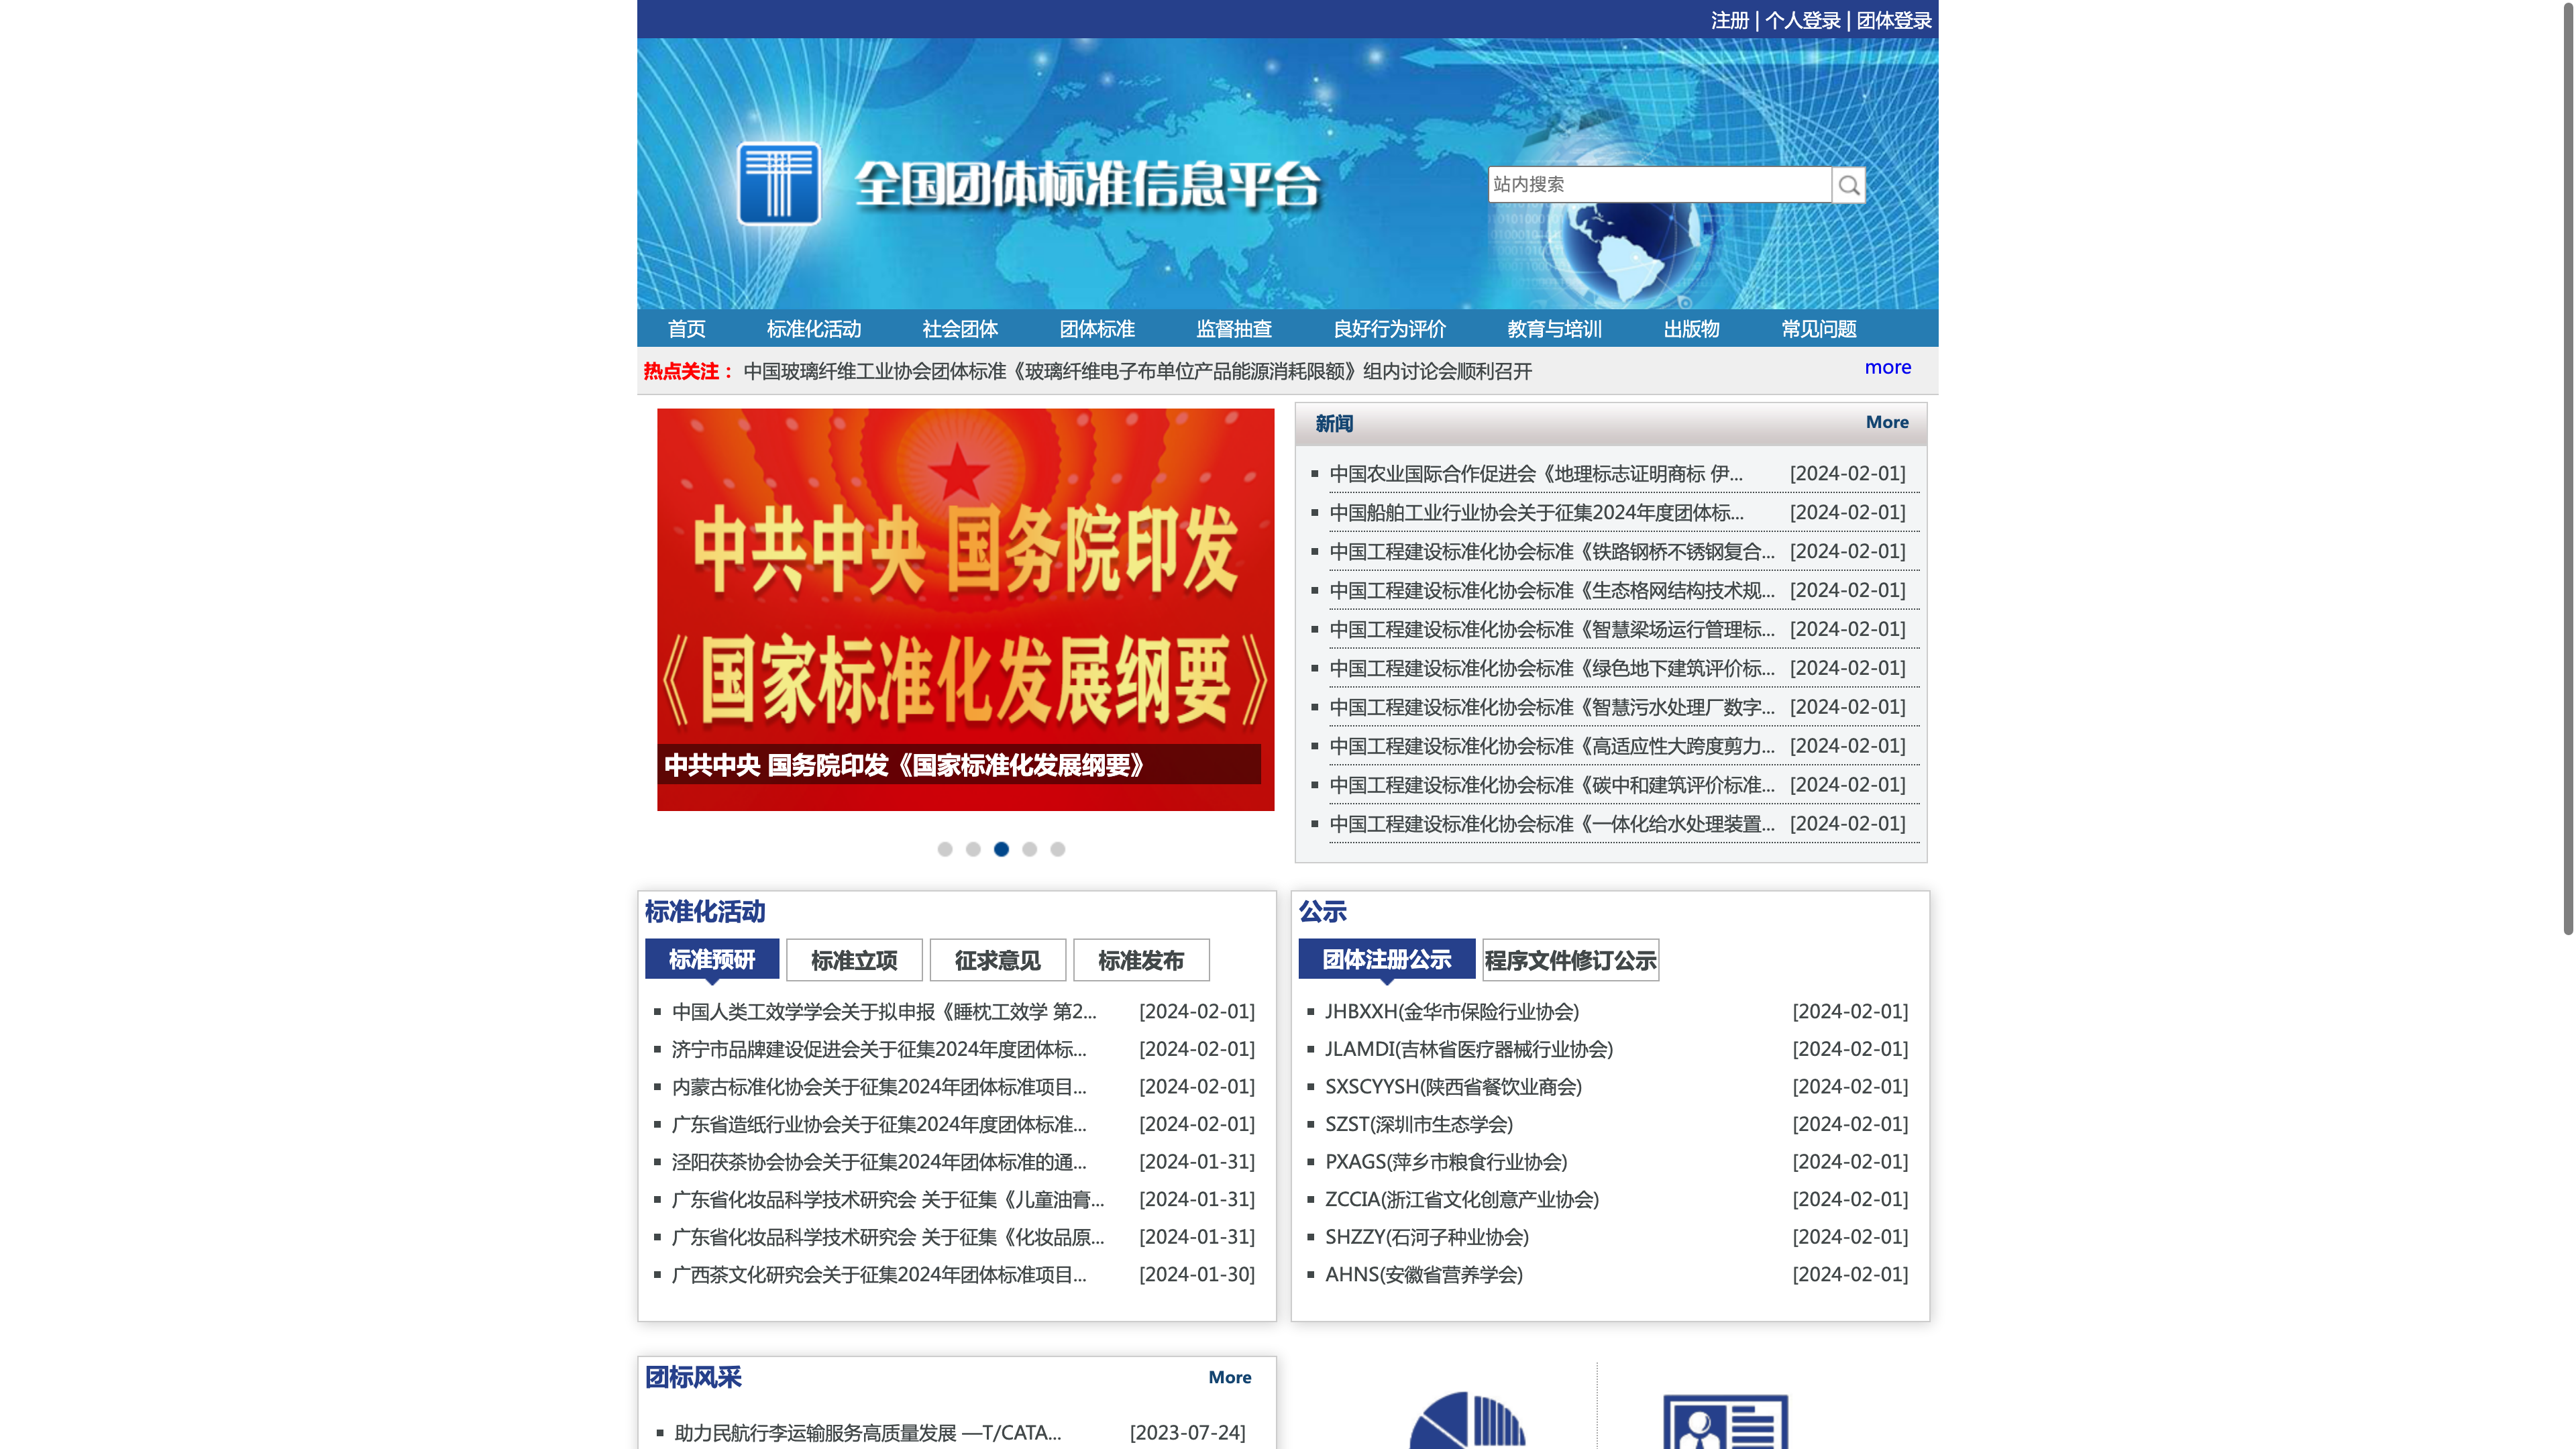 注册 | 个人登录 | 团体登录
全国团体标准信息平台
站内搜索
首页 标准化活动 社会团体 团体标准 监督抽查 良好行为评价 教育与培训 出版物 常见问题
热点关注： 中国玻璃纤维工业协会团体标准《玻璃纤维电子布单位产品能源消耗限额》组内讨论会顺利召开 more
中共中央 国务院印发
《国家标准化发展纲要》
中共中央 国务院印发《国家标准化发展纲要》
新闻 More
中国农业国际合作促进会《地理标志证明商标 伊... [2024-02-01]
中国船舶工业行业协会关于征集2024年度团体标... [2024-02-01]
中国工程建设标准化协会标准《铁路钢桥不锈钢复合... [2024-02-01]
中国工程建设标准化协会标准《生态格网结构技术规... [2024-02-01]
中国工程建设标准化协会标准《智慧梁场运行管理标... [2024-02-01]
中国工程建设标准化协会标准《绿色地下建筑评价标... [2024-02-01]
中国工程建设标准化协会标准《智慧污水处理厂数字... [2024-02-01]
中国工程建设标准化协会标准《高适应性大跨度剪力... [2024-02-01]
中国工程建设标准化协会标准《碳中和建筑评价标准... [2024-02-01]
中国工程建设标准化协会标准《一体化给水处理装置... [2024-02-01]
标准化活动
标准预研 标准立项 征求意见 标准发布
中国人类工效学学会关于拟申报《睡枕工效学 第2... [2024-02-01]
济宁市品牌建设促进会关于征集2024年度团体标... [2024-02-01]
内蒙古标准化协会关于征集2024年团体标准项目... [2024-02-01]
广东省造纸行业协会关于征集2024年度团体标准... [2024-02-01]
泾阳茯茶协会协会关于征集2024年团体标准的通... [2024-01-31]
广东省化妆品科学技术研究会 关于征集《儿童油膏... [2024-01-31]
广东省化妆品科学技术研究会 关于征集《化妆品原... [2024-01-31]
广西茶文化研究会关于征集2024年团体标准项目... [2024-01-30]
公示
团体注册公示 程序文件修订公示
JHBXXH(金华市保险行业协会) [2024-02-01]
JLAMDI(吉林省医疗器械行业协会) [2024-02-01]
SXSCYYSH(陕西省餐饮业商会) [2024-02-01]
SZST(深圳市生态学会) [2024-02-01]
PXAGS(萍乡市粮食行业协会) [2024-02-01]
ZCCIA(浙江省文化创意产业协会) [2024-02-01]
SHZZY(石河子种业协会) [2024-02-01]
AHNS(安徽省营养学会) [2024-02-01]
团标风采 More
助力民航行李运输服务高质量发展 —T/CATA... [2023-07-24]